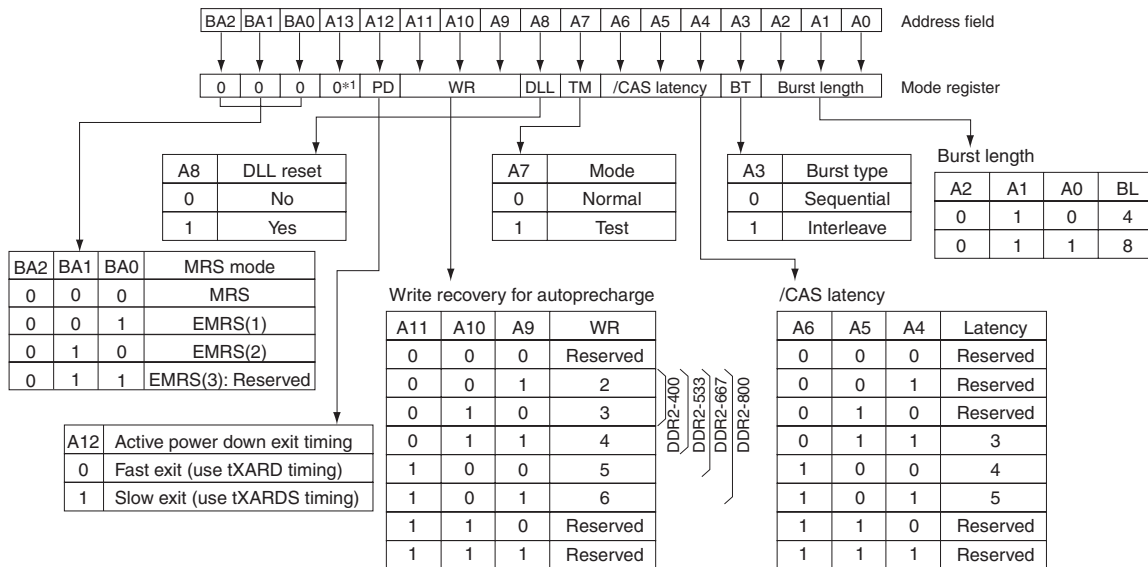 BA2 BA1 BA0 A13 A12 A11 A10 A9 A8 A7 A6 A5 A4 A3 A2 A1 A0 Address field
0 0 0 0*1 PD WR DLL TM /CAS latency BT Burst length Mode register
A8 DLL reset
0 No
1 Yes
A7 Mode
0 Normal
1 Test
A3 Burst type
0 Sequential
1 Interleave
Burst length
A2 A1 A0 BL
0 1 0 4
0 1 1 8
BA2 BA1 BA0 MRS mode
0 0 0 MRS
0 0 1 EMRS(1)
0 1 0 EMRS(2)
0 1 1 EMRS(3): Reserved
A12 Active power down exit timing
0 Fast exit (use tXARD timing)
1 Slow exit (use tXARDS timing)
Write recovery for autoprecharge
A11 A10 A9 WR
0 0 0 Reserved
0 0 1 2
0 1 0 3
0 1 1 4
1 0 0 5
1 0 1 6
1 1 0 Reserved
1 1 1 Reserved
DDR2-400
DDR2-533
DDR2-667
DDR2-800
/CAS latency
A6 A5 A4 Latency
0 0 0 Reserved
0 0 1 Reserved
0 1 0 Reserved
0 1 1 3
1 0 0 4
1 0 1 5
1 1 0 Reserved
1 1 1 Reserved